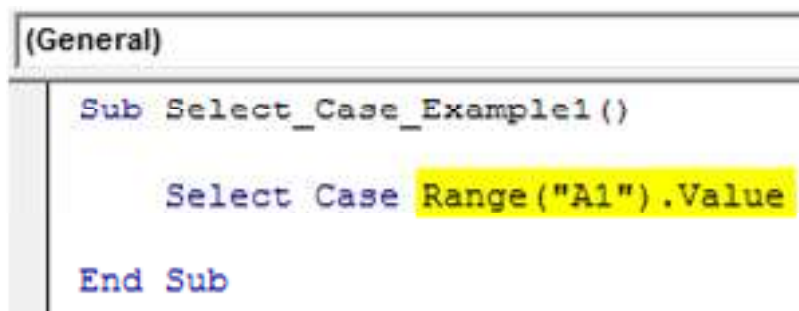 (General)
Sub Select_Case_Example1()
Select Case Range("A1").Value
End Sub